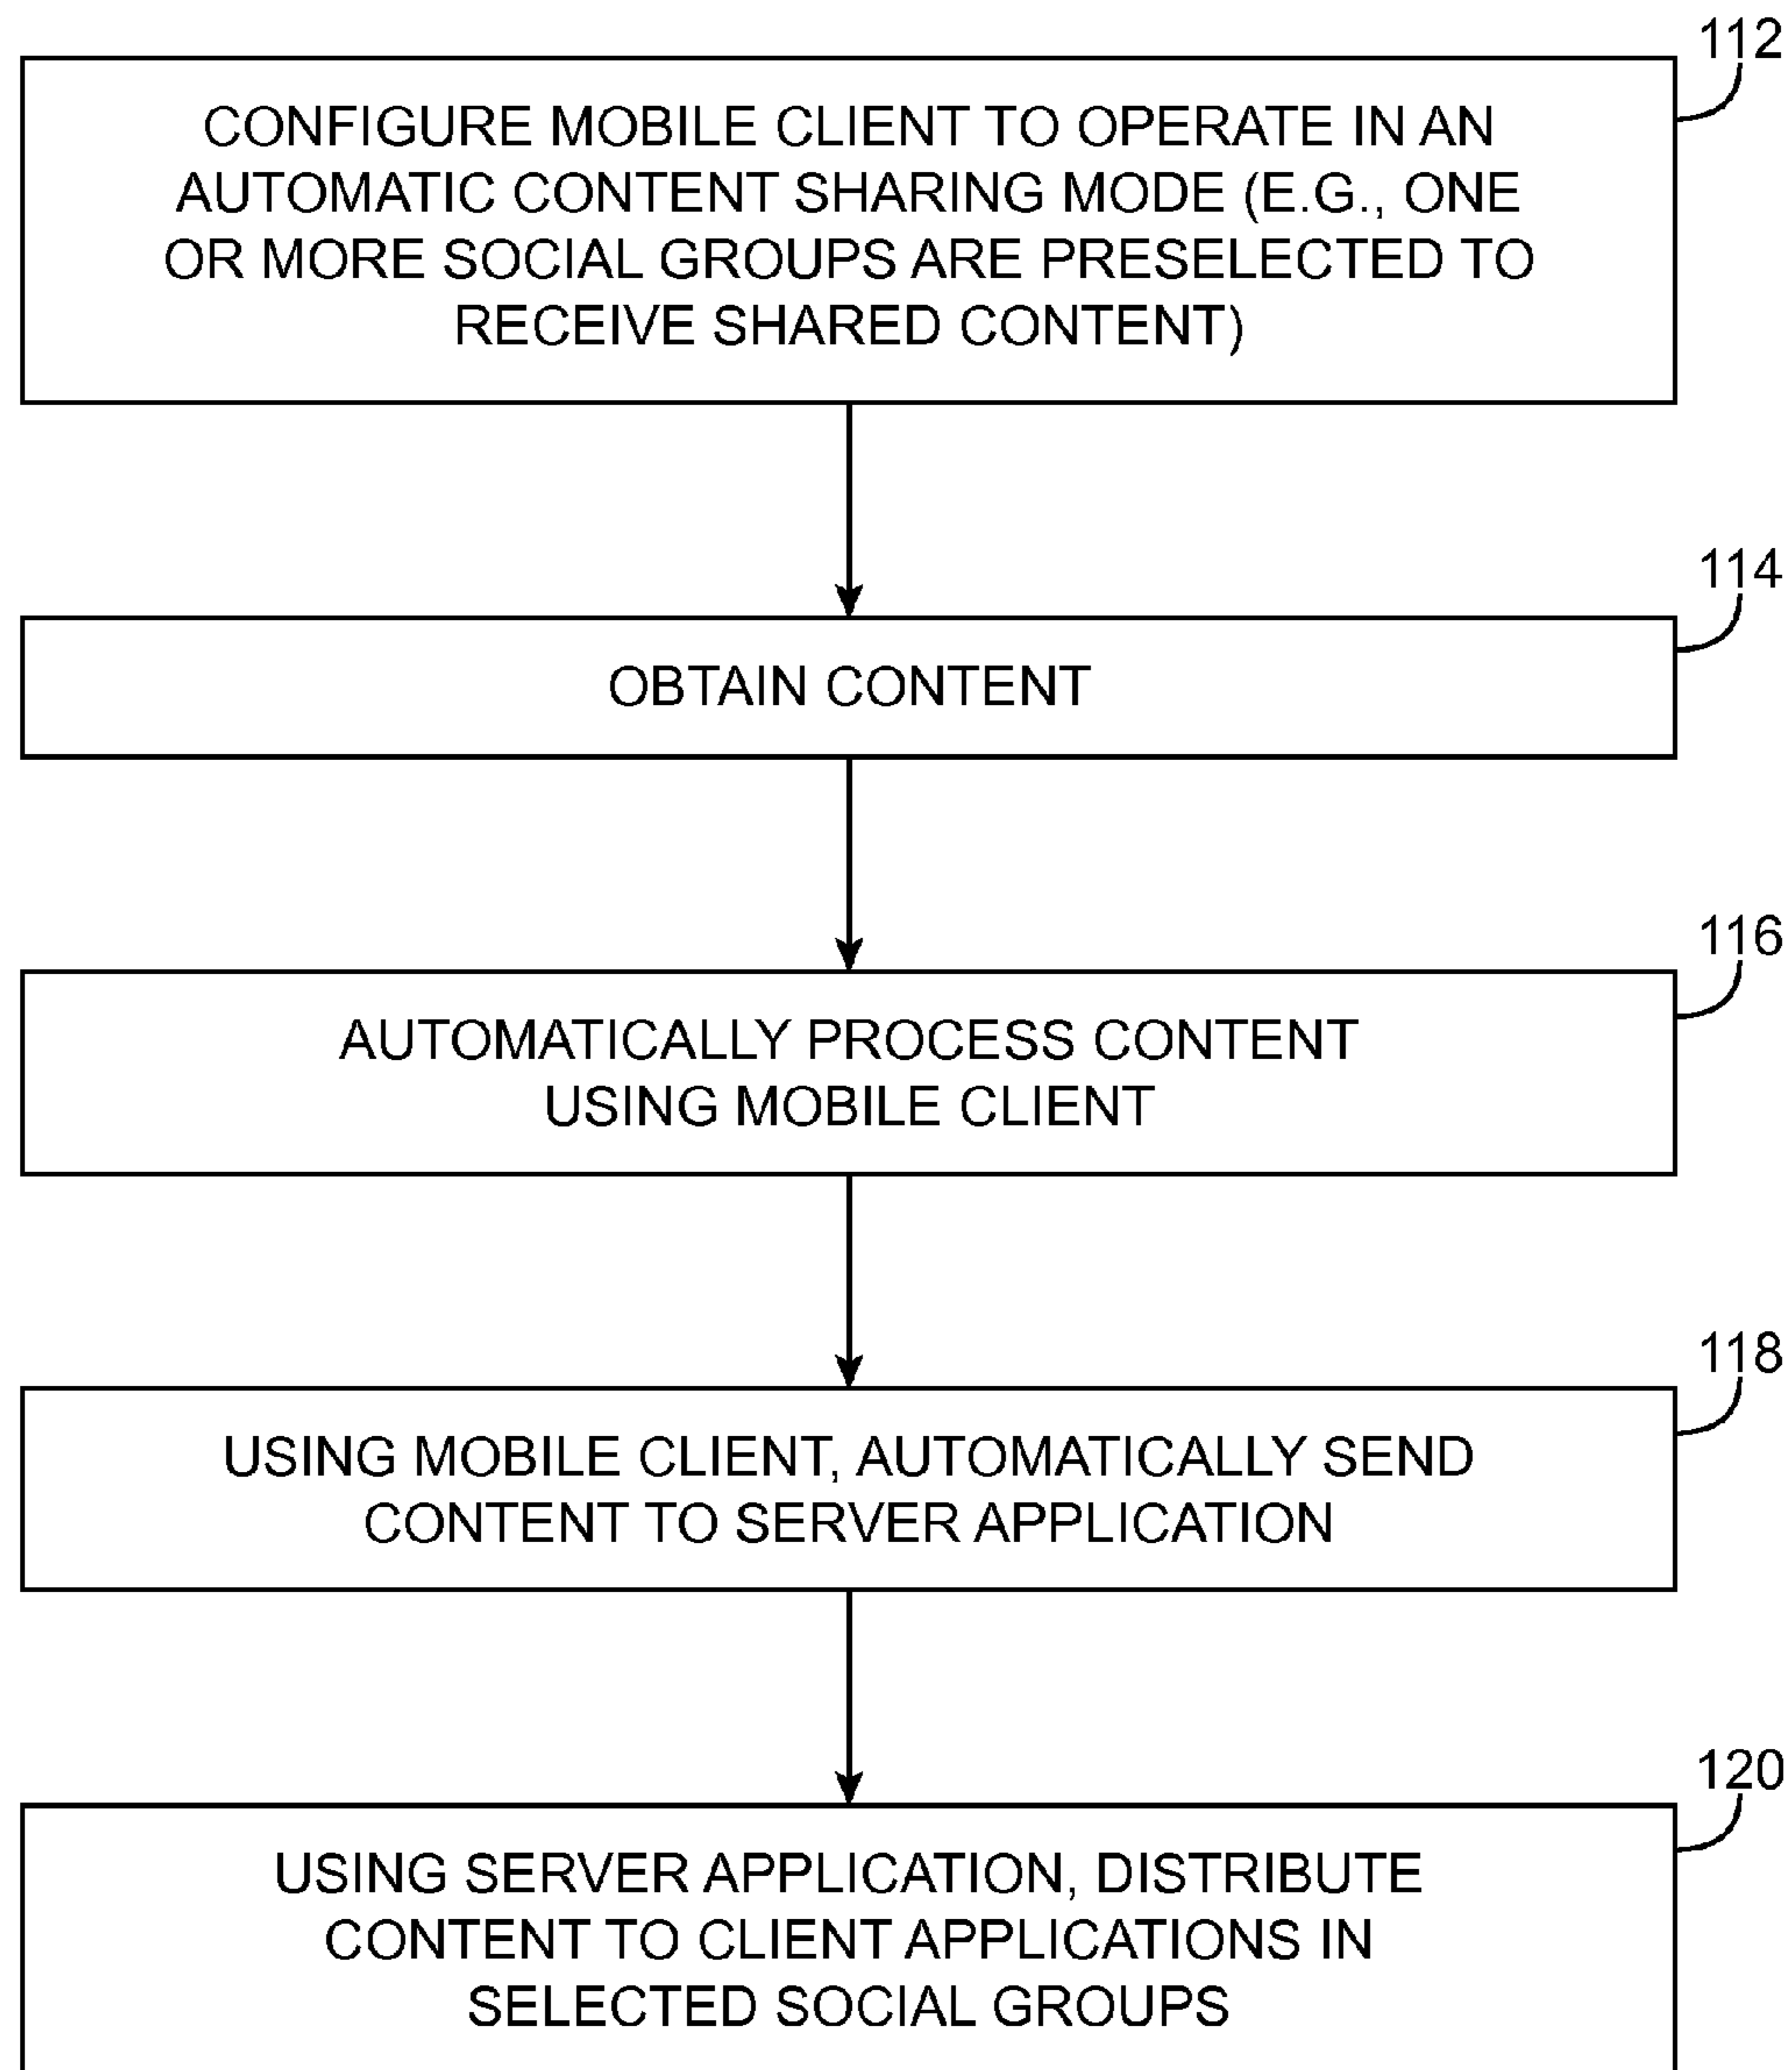 112
CONFIGURE MOBILE CLIENT TO OPERATE IN AN
AUTOMATIC CONTENT SHARING MODE (E.G., ONE
OR MORE SOCIAL GROUPS ARE PRESELECTED TO
RECEIVE SHARED CONTENT)
114
OBTAIN CONTENT
116
AUTOMATICALLY PROCESS CONTENT
USING MOBILE CLIENT
118
USING MOBILE CLIENT, AUTOMATICALLY SEND
CONTENT TO SERVER APPLICATION
120
USING SERVER APPLICATION, DISTRIBUTE
CONTENT TO CLIENT APPLICATIONS IN
SELECTED SOCIAL GROUPS